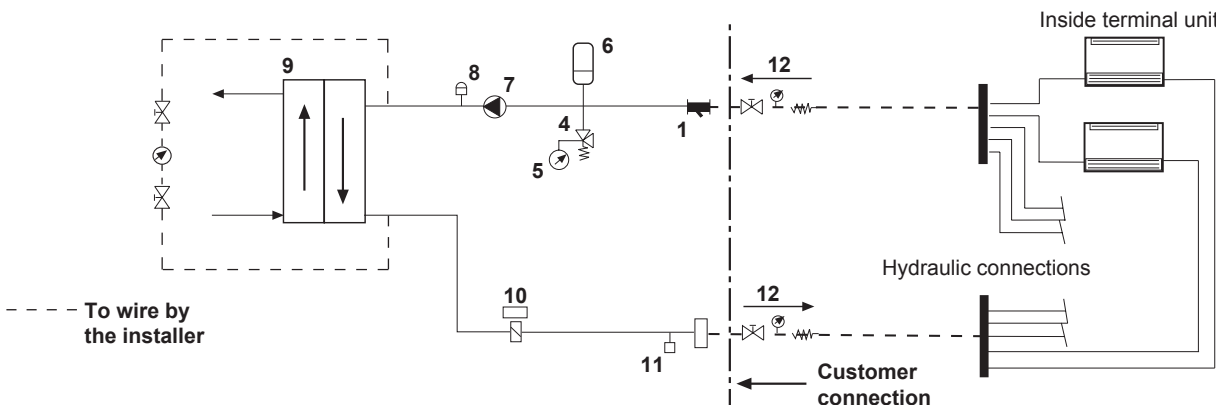 Inside terminal unit
6
9
12
8
7
4
1
5
Hydraulic connections
12
10
To wire by
the installer
11
Customer
connection